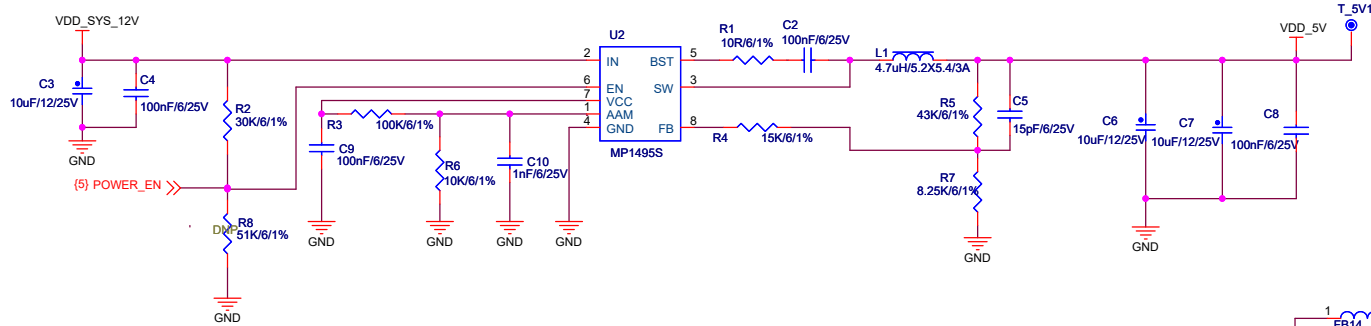 VDD_SYS_12V
T_5V1
VDD_5V
U2
R1
10R/6/1%
C2
100nF/6/25V
L1
4.7uH/5.2X5.4/3A
2
IN
BST
5
6
EN
SW
3
7
VCC
1
AAM
4
GND
FB
8
MP1495S
C3
10uF/12/25V
C4
100nF/6/25V
GND
R2
30K/6/1%
R3
100K/6/1%
C9
100nF/6/25V
R6
10K/6/1%
C10
1nF/6/25V
R4
15K/6/1%
R5
43K/6/1%
C5
15pF/6/25V
C6
10uF/12/25V
C7
10uF/12/25V
C8
100nF/6/25V
R7
8.25K/6/1%
{5} POWER_EN
R8
DNP
51K/6/1%
GND
GND
GND
GND
GND
GND
GND
1
FB14